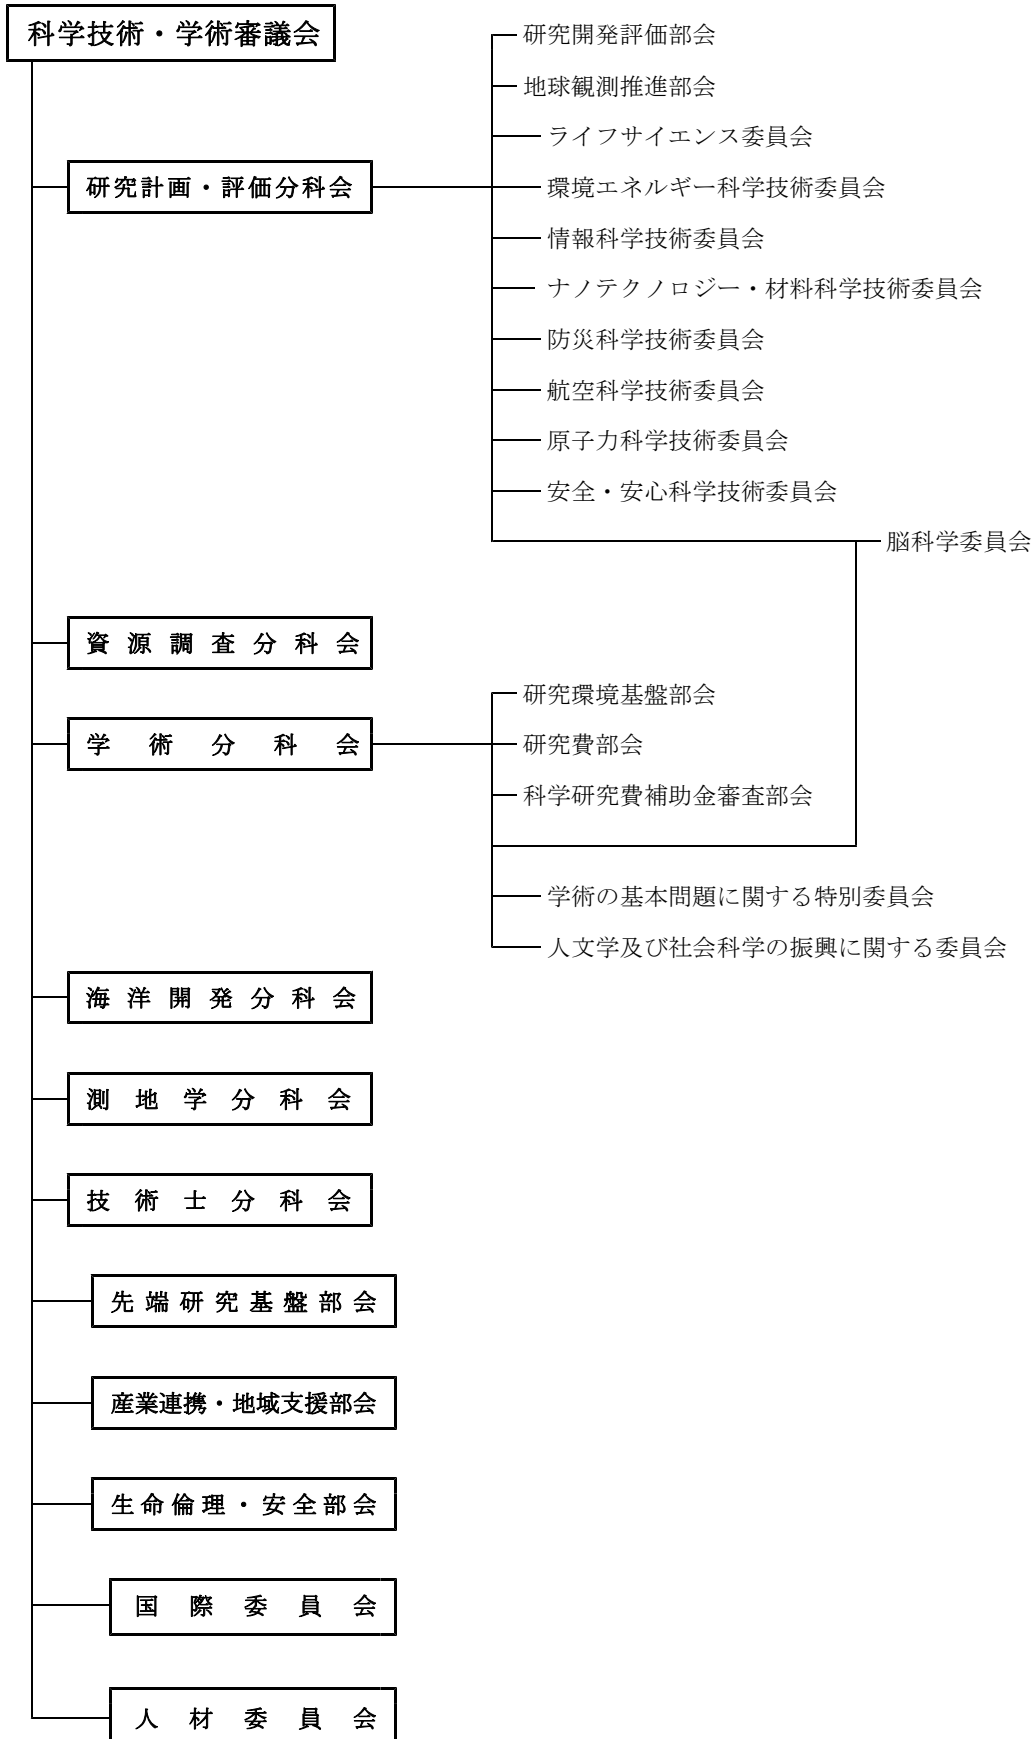 科学技術・学術審議会
研究開発評価部会
地球観測推進部会
ライフサイエンス委員会
研究計画・評価分科会
環境エネルギー科学技術委員会
情報科学技術委員会
ナノテクノロジー・材料科学技術委員会
防災科学技術委員会
航空科学技術委員会
原子力科学技術委員会
安全・安心科学技術委員会
脳科学委員会
資源調査分科会
研究環境基盤部会
学術分科会
研究費部会
科学研究費補助金審査部会
学術の基本問題に関する特別委員会
人文学及び社会科学の振興に関する委員会
海洋開発分科会
測地学分科会
技術士分科会
先端研究基盤部会
産業連携・地域支援部会
生命倫理・安全部会
国際委員会
人材委員会